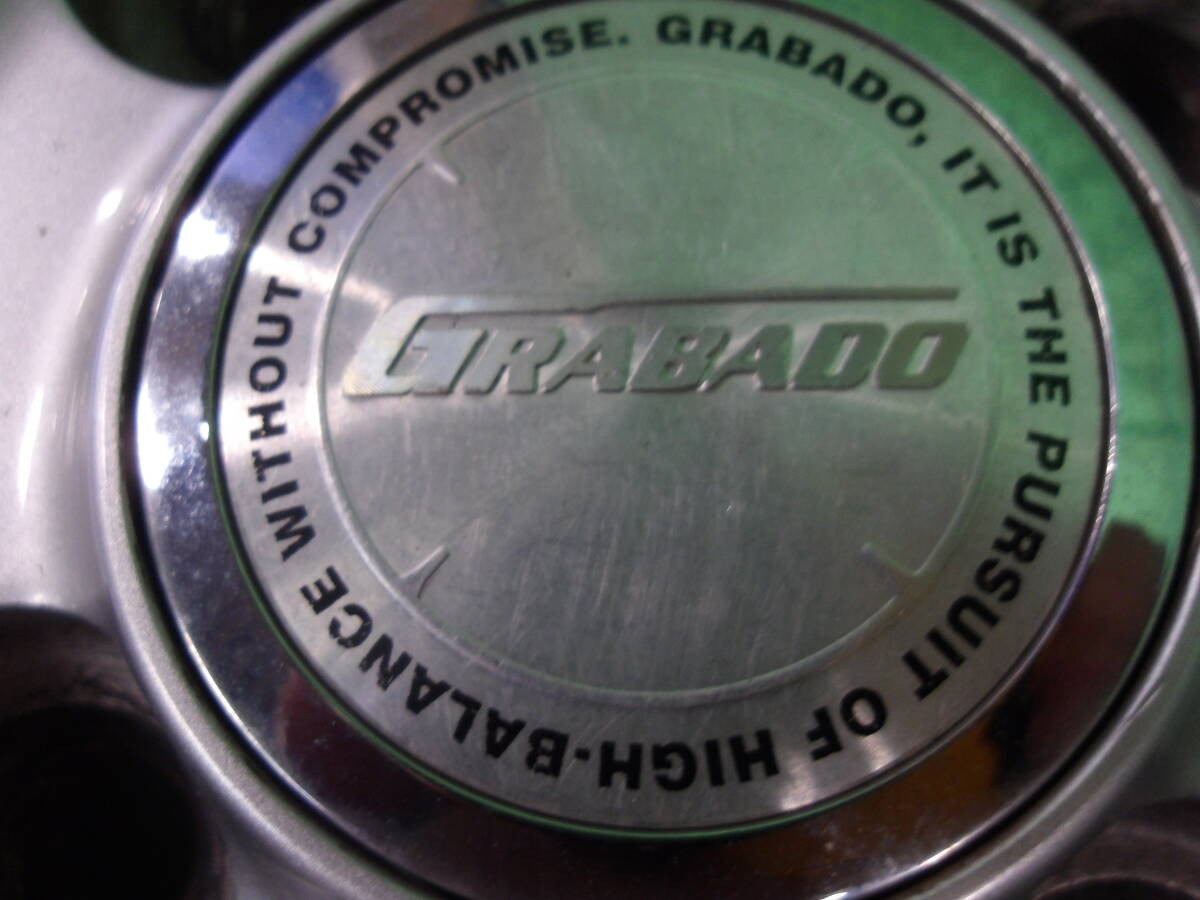 GRABADO, IT IS THE PURSUIT OF HIGH-BALANCE WITHOUT COMPROMISE.
GRABADO